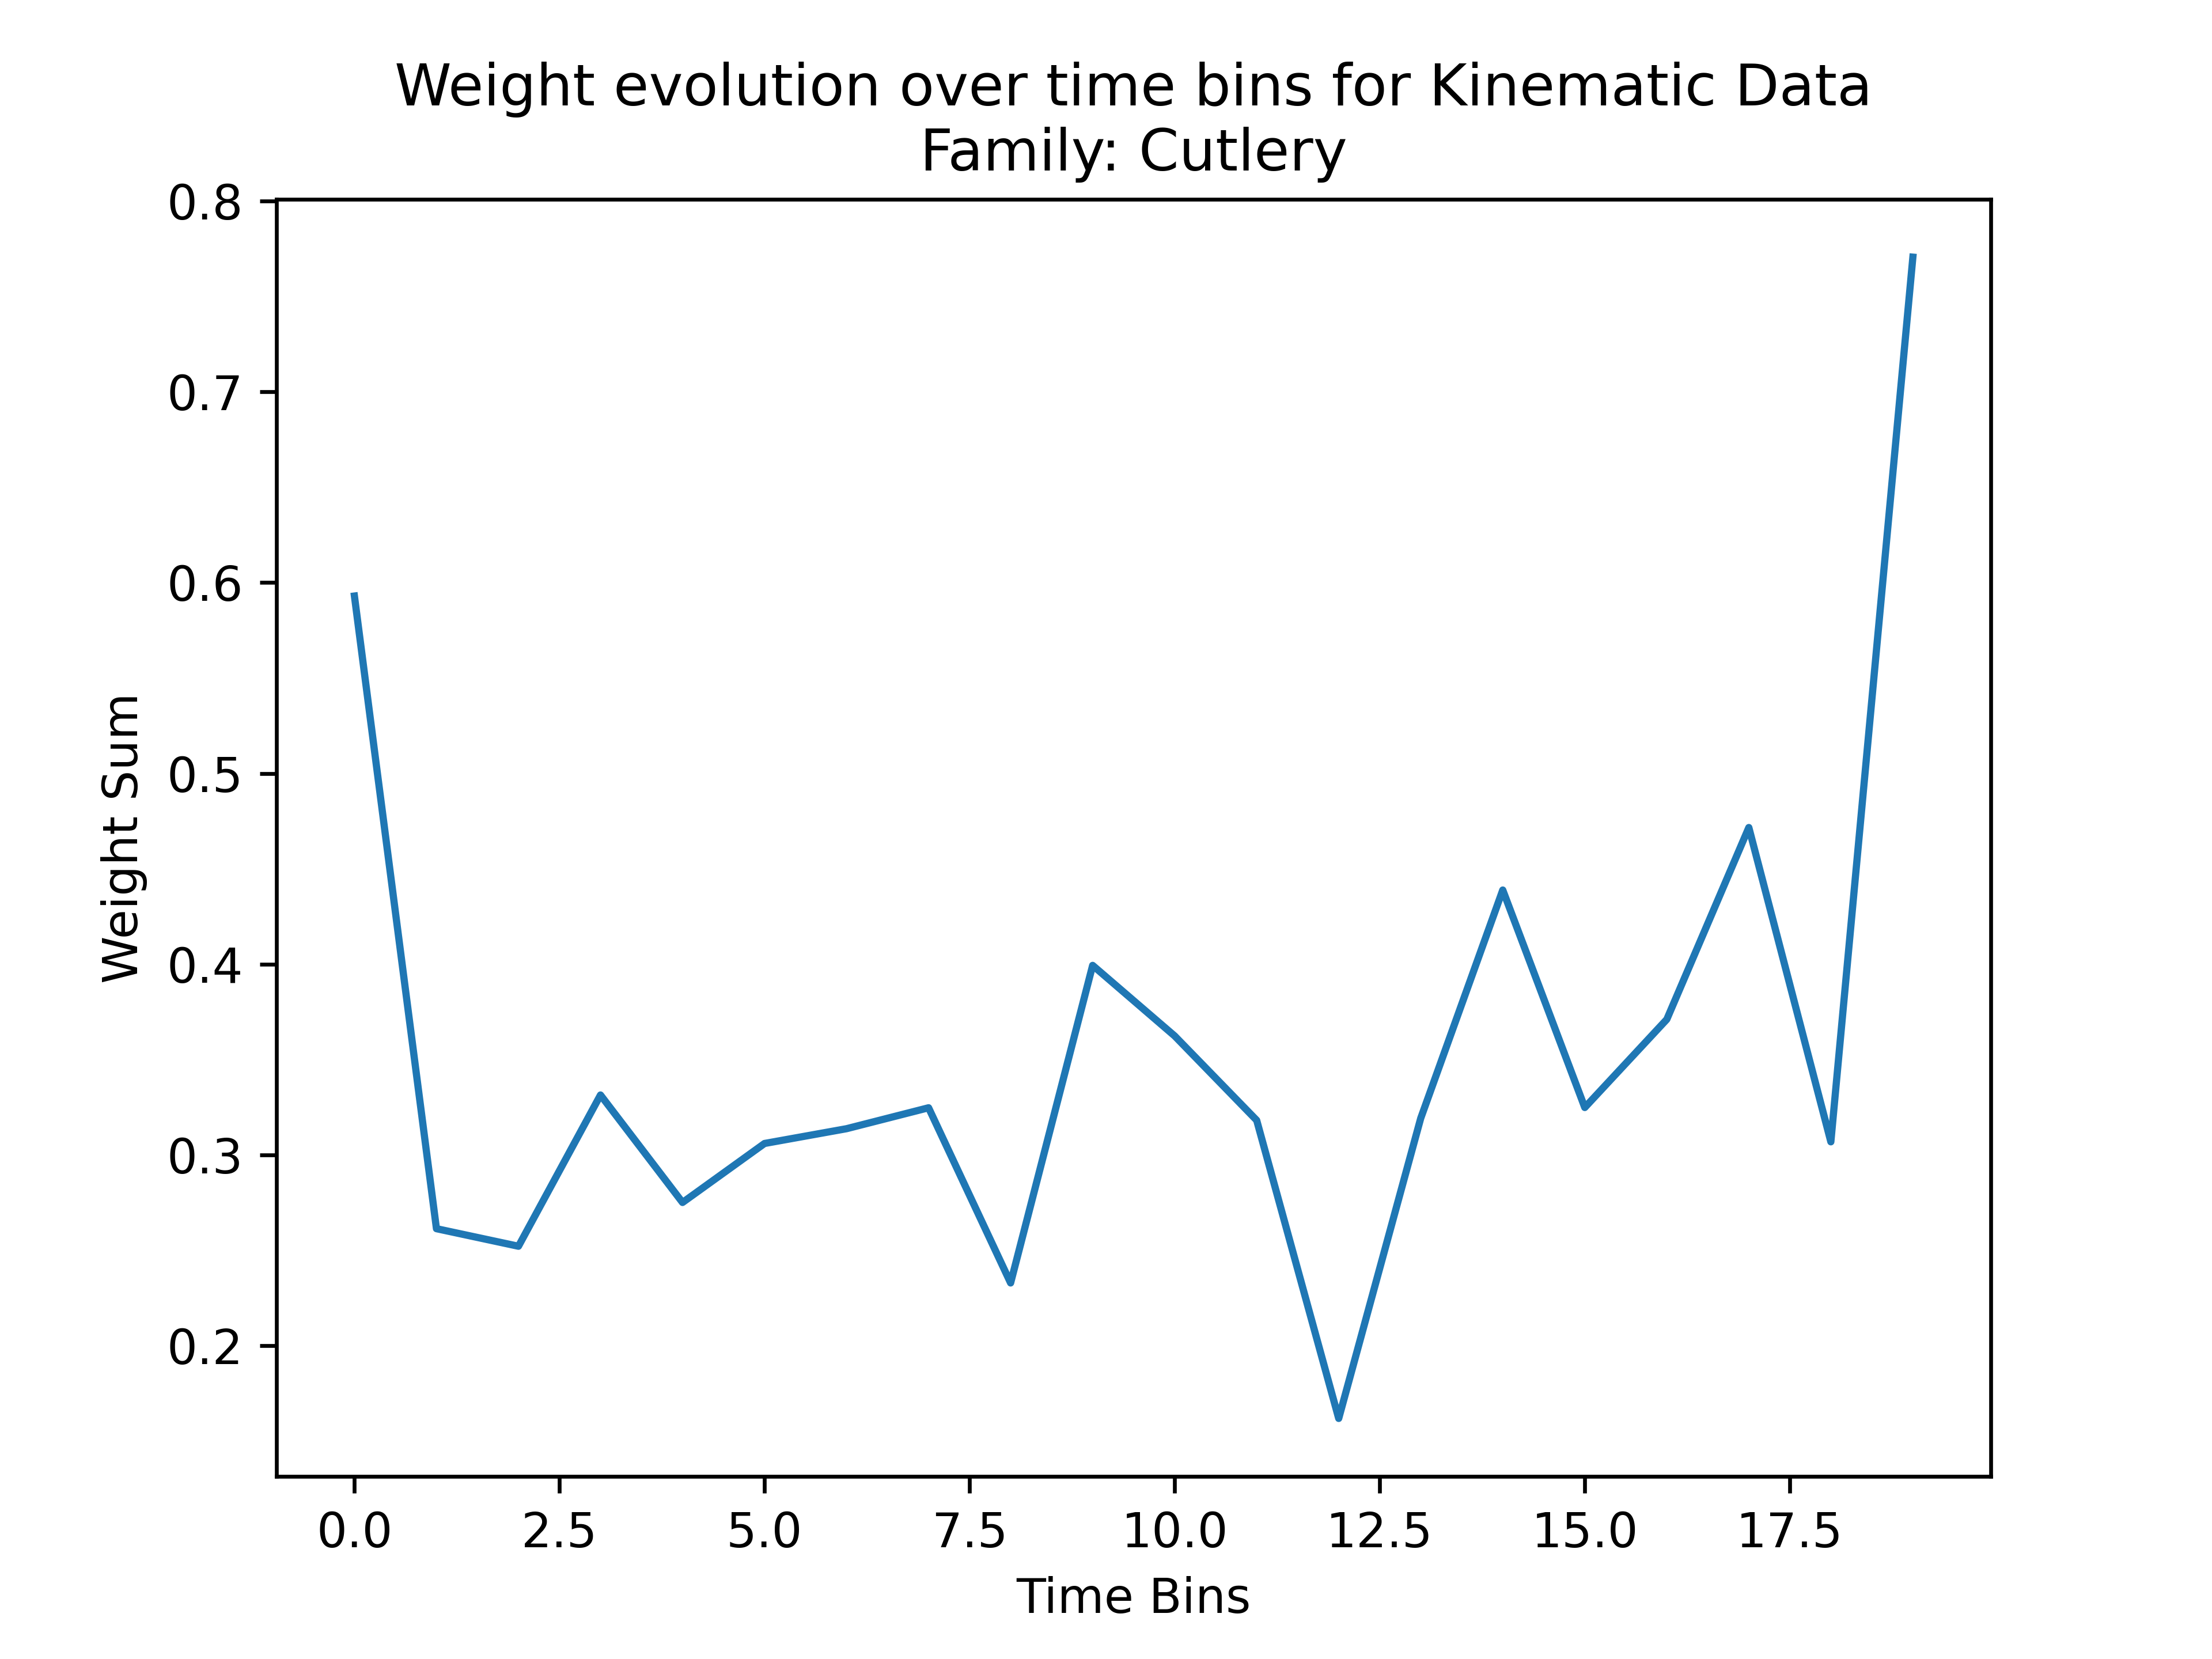 Weight evolution over time bins for Kinematic Data
Family: Cutlery
0.8
0.7
0.6
0.5
0.4
0.3
0.2
Weight Sum
0.0 2.5 5.0 7.5 10.0 12.5 15.0 17.5
Time Bins